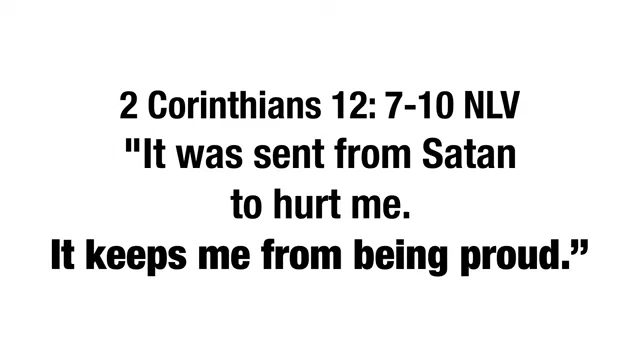 2 Corinthians 12: 7-10 NLV
"It was sent from Satan
to hurt me.
It keeps me from being proud.”